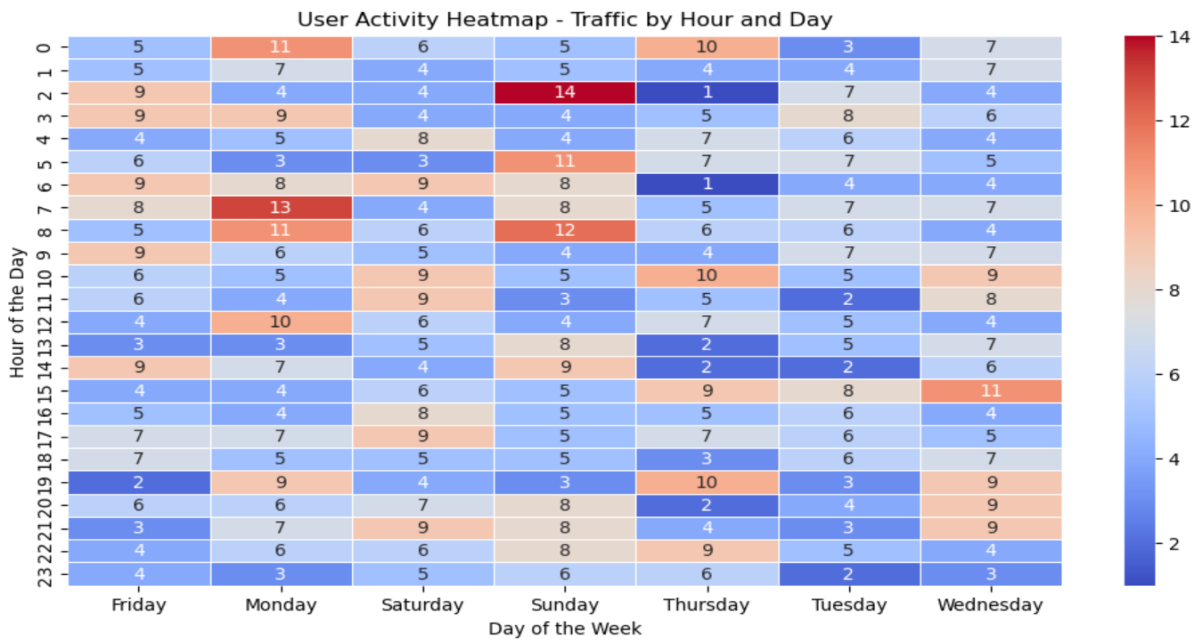 User Activity Heatmap - Traffic by Hour and Day
0 5 11 6 5 10 3 7
1 5 7 4 5 4 4 7
2 9 4 4 14 1 7 4
3 9 9 4 4 5 8 6
4 4 5 8 4 7 6 4
5 6 3 3 11 7 7 5
6 9 8 9 8 1 4 4
7 8 13 4 8 5 7 7
8 5 11 6 12 6 6 4
9 9 6 5 4 4 7 7
10 6 5 9 5 10 5 9
11 6 4 9 3 5 2 8
12 4 10 6 4 7 5 4
13 3 3 5 8 2 5 7
14 9 7 4 9 2 2 6
15 4 4 6 5 9 8 11
16 5 4 8 5 5 6 4
17 7 7 9 5 7 6 5
18 7 5 5 5 3 6 7
19 2 9 4 3 10 3 9
20 6 6 7 8 2 4 9
21 3 7 9 8 4 3 9
22 4 6 6 8 9 5 4
23 4 3 5 6 6 2 3
Friday Monday Saturday Sunday Thursday Tuesday Wednesday
Day of the Week
Hour of the Day
14
12
10
8
6
4
2